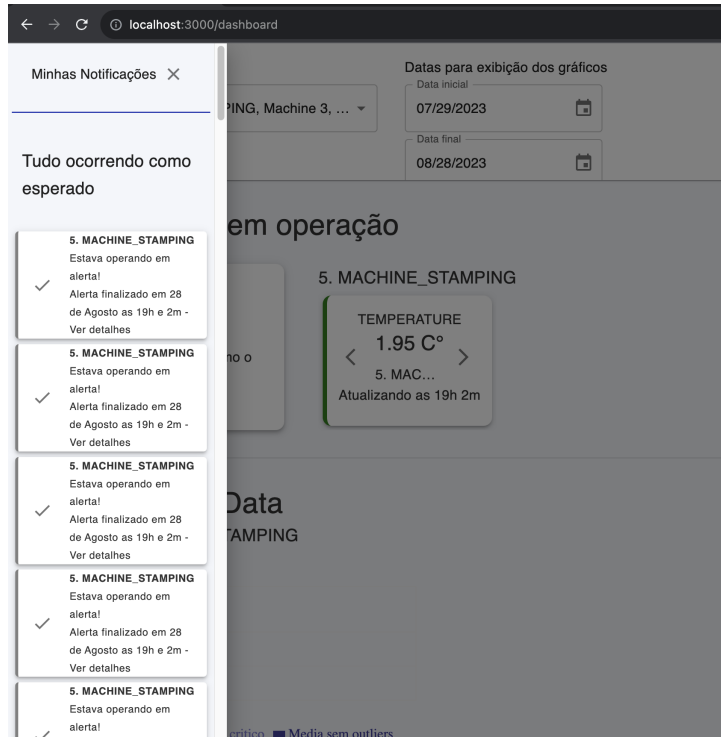 localhost:3000/dashboard
Minhas Notificações
Tudo ocorrendo como
esperado
5. MACHINE_STAMPING
Estava operando em
alerta!
Alerta finalizado em 28
de Agosto as 19h e 2m -
Ver detalhes
5. MACHINE_STAMPING
Estava operando em
alerta!
Alerta finalizado em 28
de Agosto as 19h e 2m -
Ver detalhes
5. MACHINE_STAMPING
Estava operando em
alerta!
Alerta finalizado em 28
de Agosto as 19h e 2m -
Ver detalhes
5. MACHINE_STAMPING
Estava operando em
alerta!
Alerta finalizado em 28
de Agosto as 19h e 2m -
Ver detalhes
5. MACHINE_STAMPING
Estava operando em
alerta!
PING, Machine 3, ...
Datas para exibição dos gráficos
Data inicial
07/29/2023
Data final
08/28/2023
em operação
no o
5. MACHINE_STAMPING
TEMPERATURE
1.95 C°
5. MAC...
Atualizando as 19h 2m
Data
TAMPING
critico
Media sem outliers